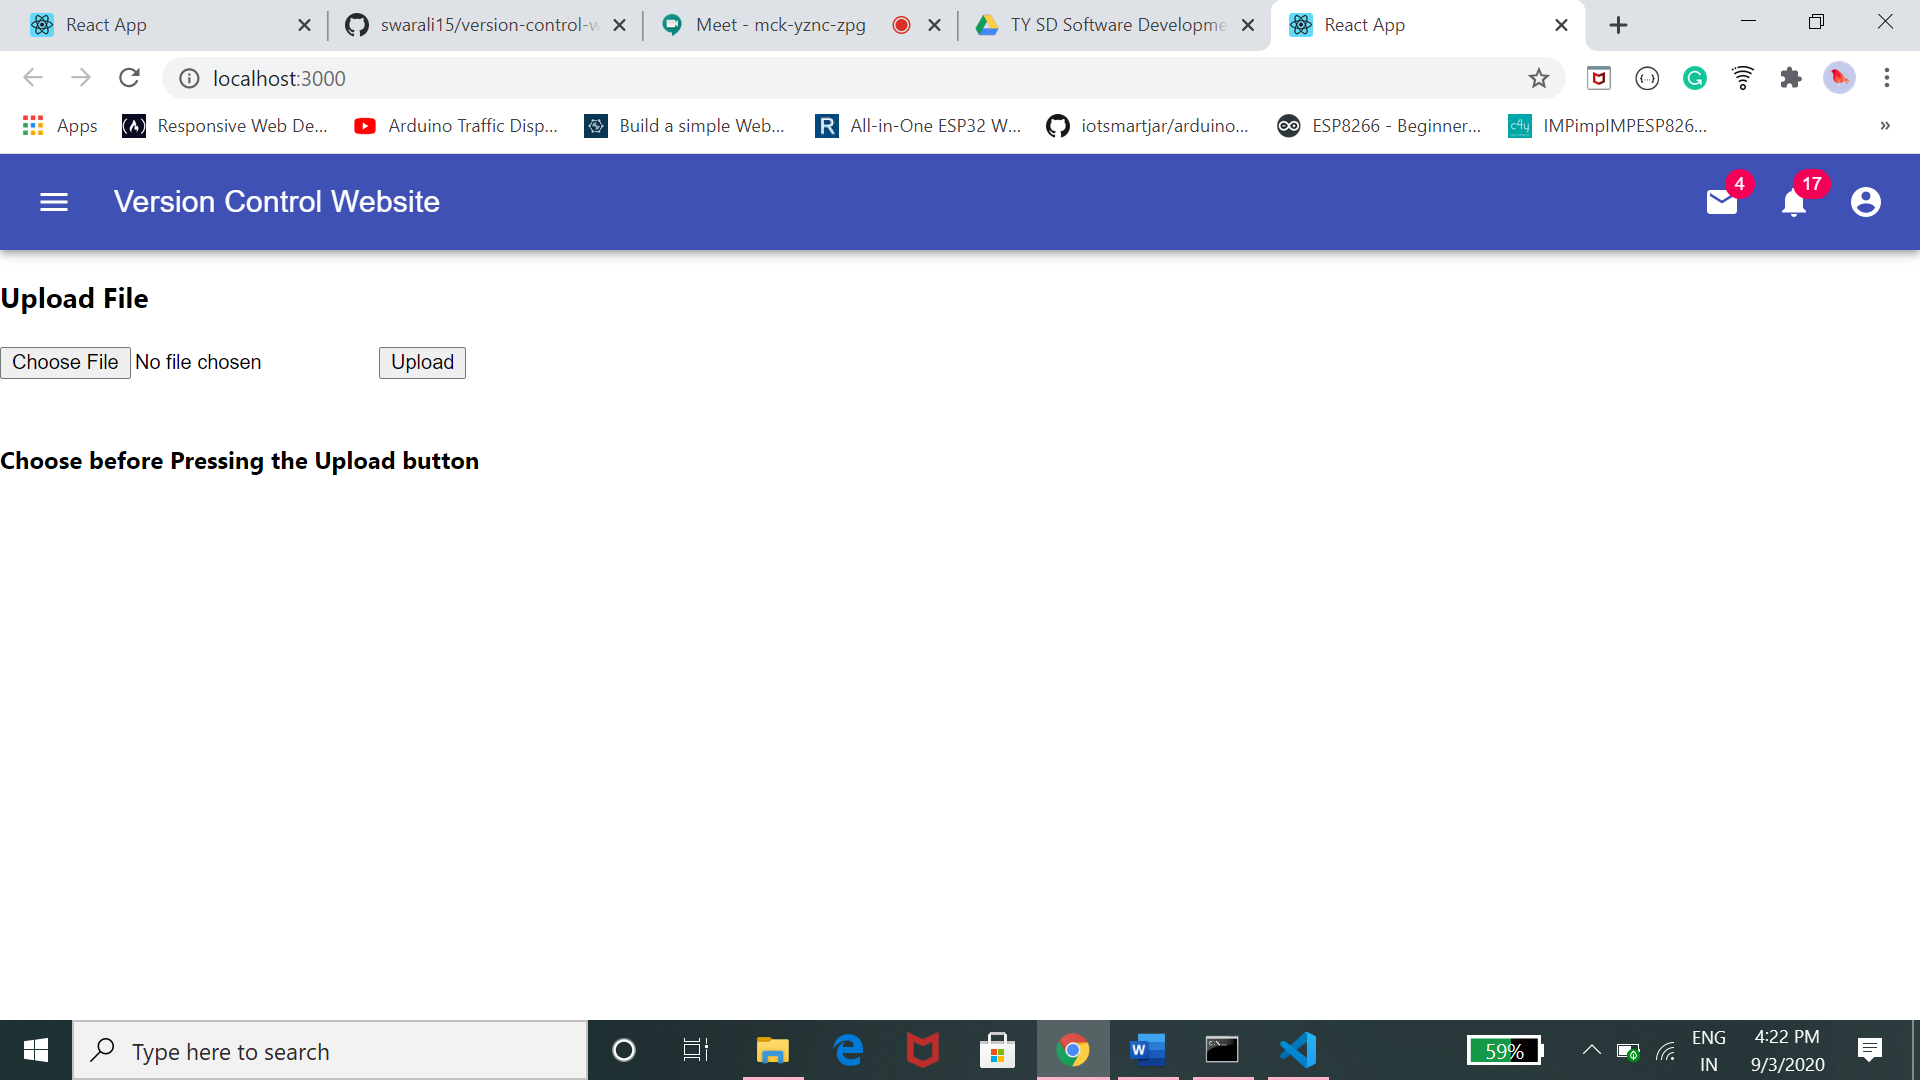 React App
swarali15/version-control-w
Meet - mck-yznc-zpg
TY SD Software Developme
React App
localhost:3000
Apps
Responsive Web De...
Arduino Traffic Disp...
Build a simple Web...
All-in-One ESP32 W...
iotsmartjar/arduino...
ESP8266 - Beginner...
c4y
IMPimpIMPESP826...
»
Version Control Website
4
17
Upload File
Choose File No file chosen
Upload
Choose before Pressing the Upload button
Type here to search
59%
ENG
IN
4:22 PM
9/3/2020